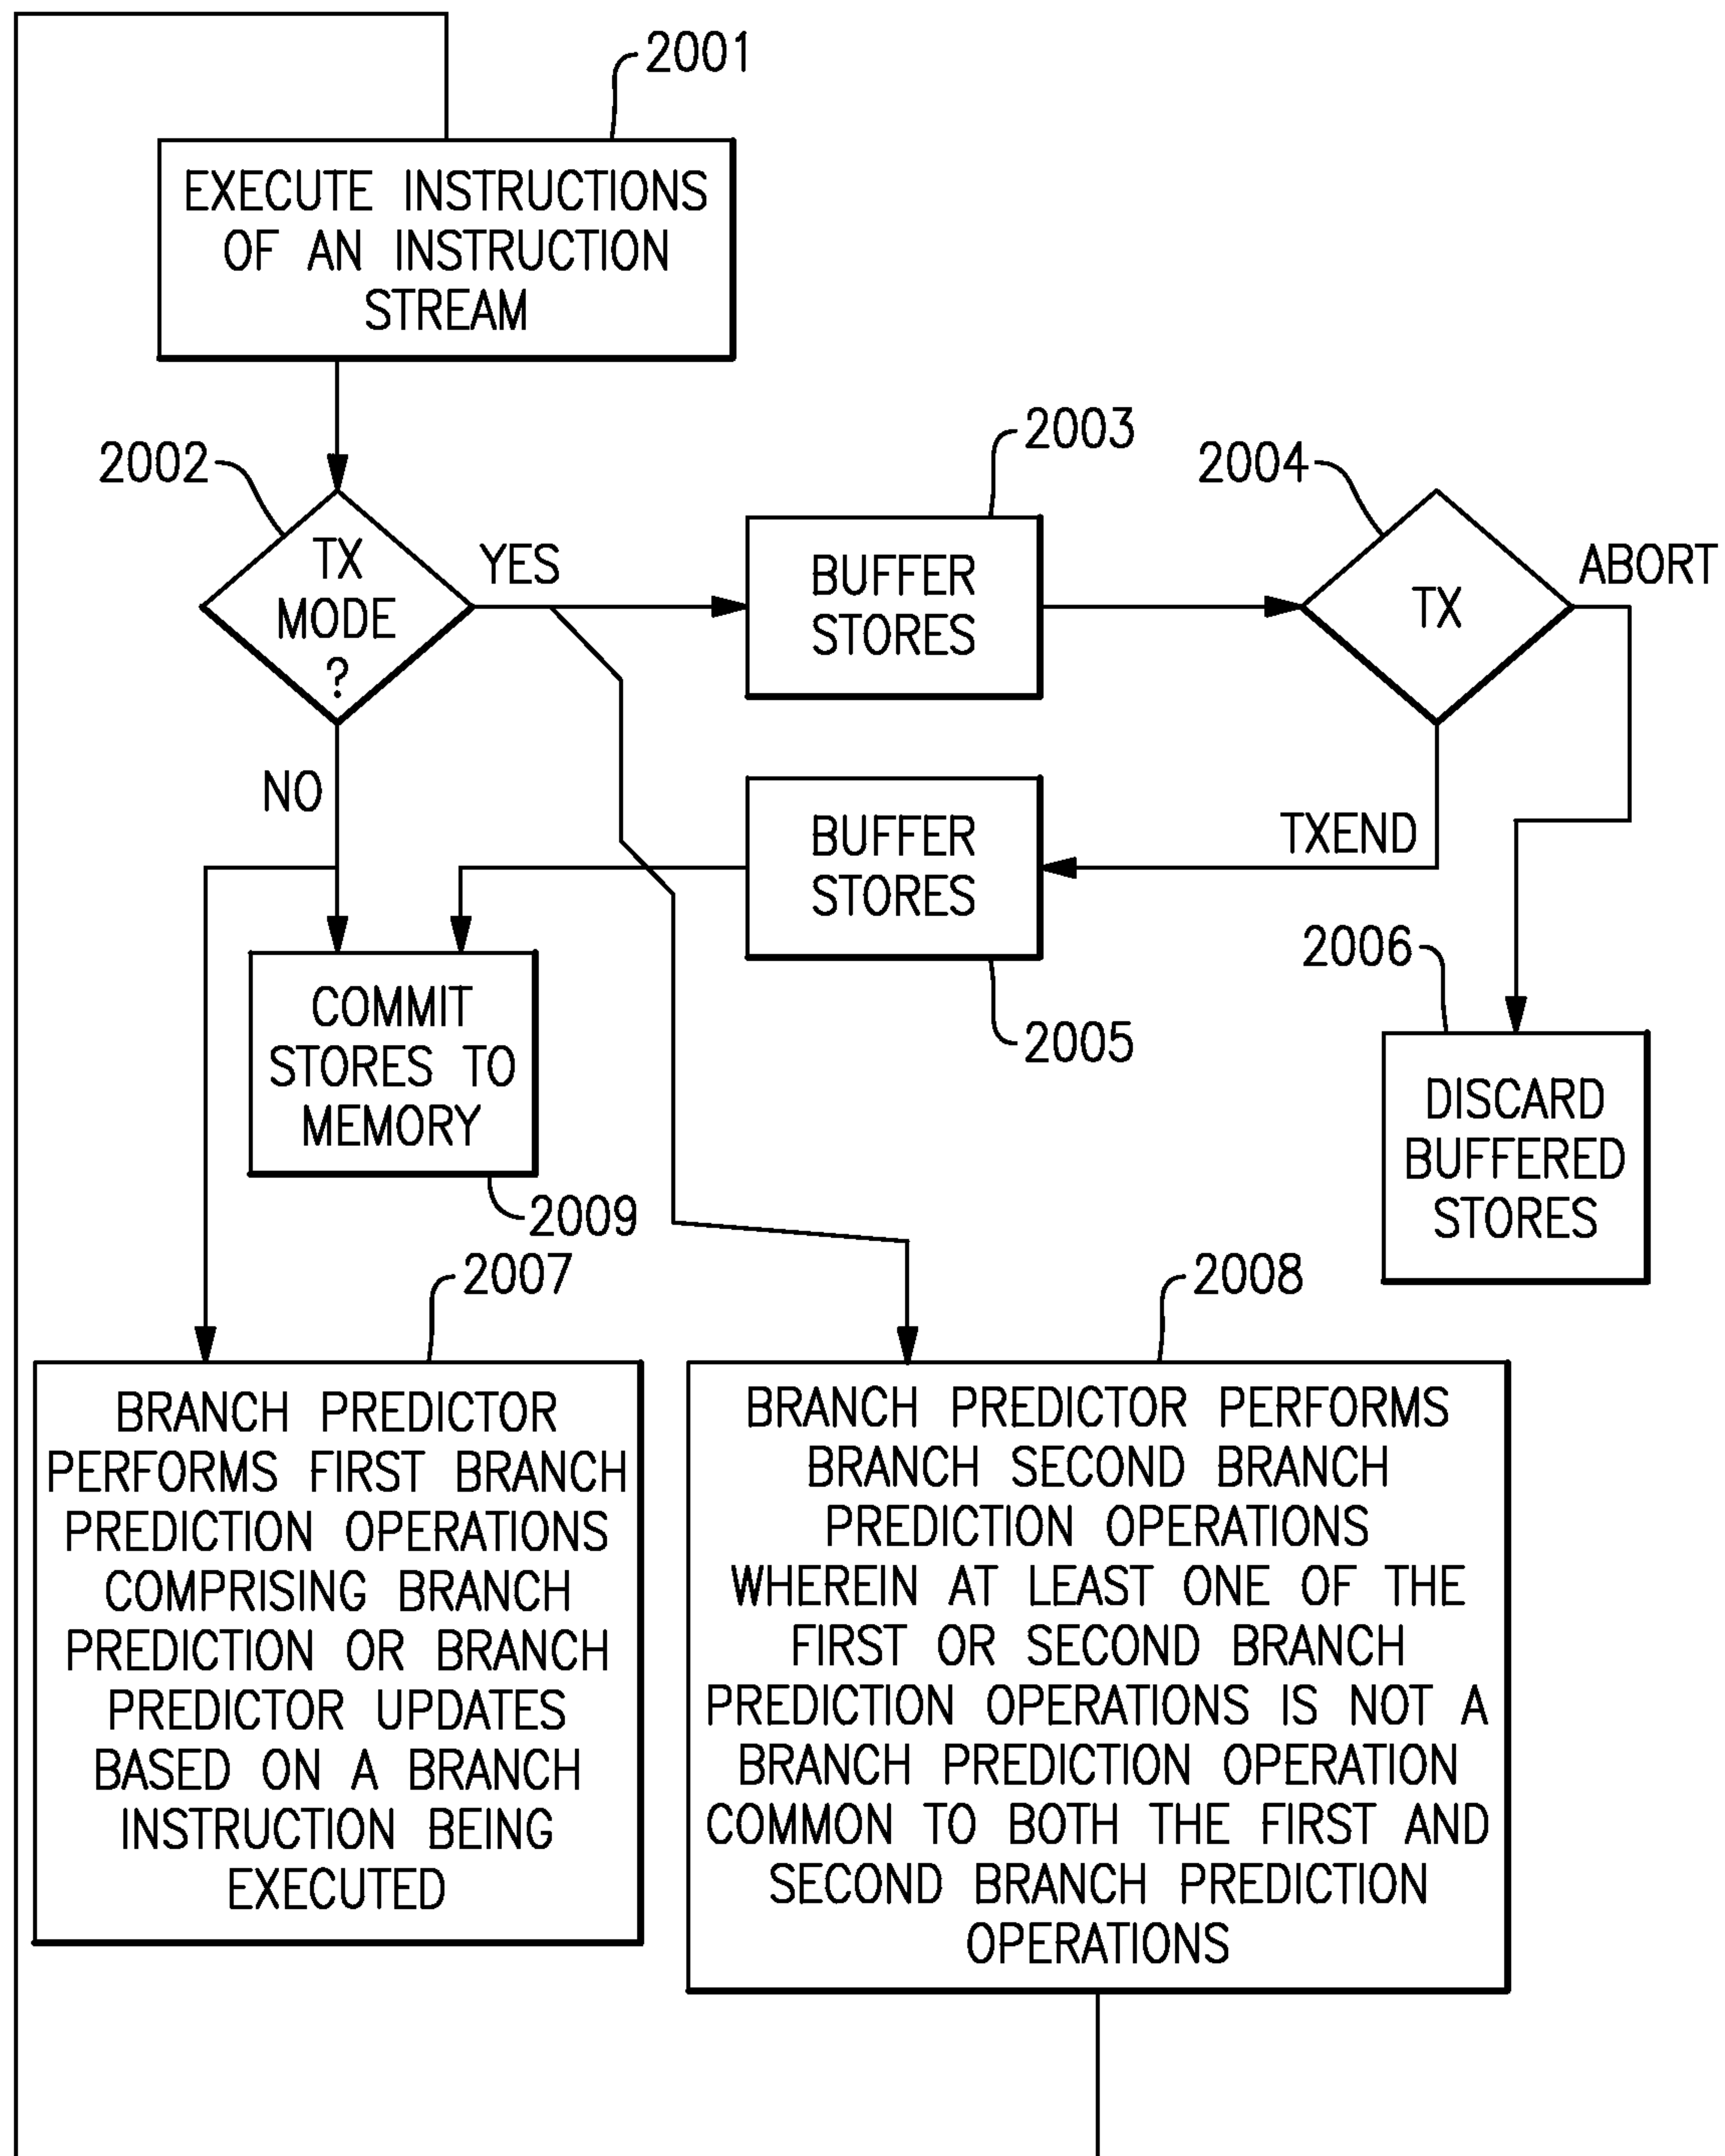 2001
EXECUTE INSTRUCTIONS
OF AN INSTRUCTION
STREAM
2002
TX
MODE
?
YES
NO
2003
BUFFER
STORES
2004
TX
ABORT
TXEND
BUFFER
STORES
2005
2006
DISCARD
BUFFERED
STORES
COMMIT
STORES TO
MEMORY
2009
2007
BRANCH PREDICTOR
PERFORMS FIRST BRANCH
PREDICTION OPERATIONS
COMPRISING BRANCH
PREDICTION OR BRANCH
PREDICTOR UPDATES
BASED ON A BRANCH
INSTRUCTION BEING
EXECUTED
2008
BRANCH PREDICTOR PERFORMS
BRANCH SECOND BRANCH
PREDICTION OPERATIONS
WHEREIN AT LEAST ONE OF THE
FIRST OR SECOND BRANCH
PREDICTION OPERATIONS IS NOT A
BRANCH PREDICTION OPERATION
COMMON TO BOTH THE FIRST AND
SECOND BRANCH PREDICTION
OPERATIONS